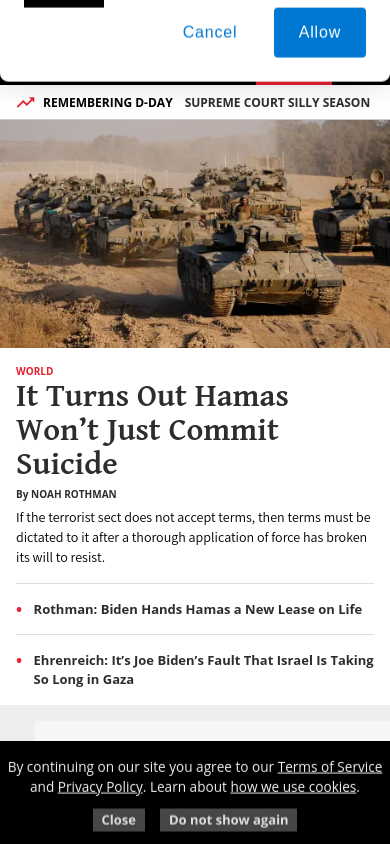 Cancel
Allow
REMEMBERING D-DAY SUPREME COURT SILLY SEASON
WORLD
It Turns Out Hamas
Won’t Just Commit
Suicide
By NOAH ROTHMAN
If the terrorist sect does not accept terms, then terms must be
dictated to it after a thorough application of force has broken
its will to resist.
• Rothman: Biden Hands Hamas a New Lease on Life
• Ehrenreich: It’s Joe Biden’s Fault That Israel Is Taking
So Long in Gaza
By continuing on our site you agree to our Terms of Service
and Privacy Policy. Learn about how we use cookies.
Close
Do not show again